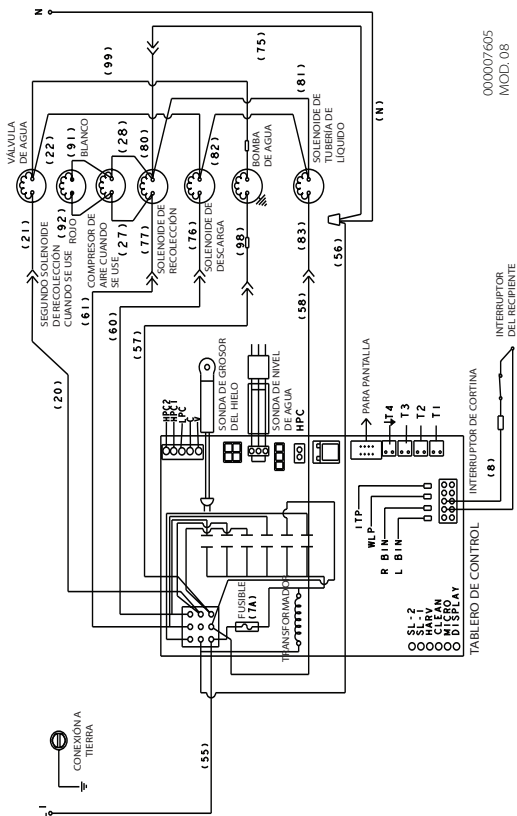 N
(99)
(75)
VÁLVULA
DE AGUA
(22)
(91)
BLANCO
(28)
(80)
(82)
BOMBA
DE AGUA
(81)
SOLENOIDE DE
TUBERÍA DE
LÍQUIDO
(N)
000007605
MOD. 08
(21)
SEGUNDO SOLENOIDE
DE RECOLECCIÓN
CUANDO SE USE
(92)
ROJO
COMPRESOR DE
AIRE CUANDO
SE USE
(27)
(77)
SOLENOIDE DE
RECOLECCIÓN
(76)
SOLENOIDE DE
DESCARGA
(98)
(83)
(56)
(61)
(60)
(57)
(58)
(20)
INTERRUPTOR
DEL RECIPIENTE
HPC2
HPC1
LPC
SONDA DE GROSOR
DEL HIELO
SONDA DE NIVEL
DE AGUA
HPC
PARA PANTALLA
T4
T3
T2
T1
INTERRUPTOR DE CORTINA
(8)
ITP
WLP
R BIN
L BIN
FUSIBLE
(7A)
TRANSFORMADOR
SL-2
SL-1
HARV
CLEAN
MICRO
DISPLAY
TABLERO DE CONTROL
CONEXIÓN A
TIERRA
(55)